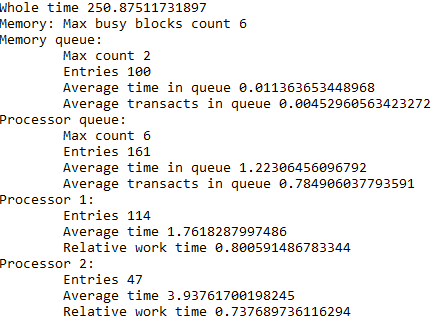 Whole time 250.87511731897
Memory: Max busy blocks count 6
Memory queue:
Max count 2
Entries 100
Average time in queue 0.011363653448968
Average transacts in queue 0.00452960563423272
Processor queue:
Max count 6
Entries 161
Average time in queue 1.22306456096792
Average transacts in queue 0.784906037793591
Processor 1:
Entries 114
Average time 1.7618287997486
Relative work time 0.800591486783344
Processor 2:
Entries 47
Average time 3.93761700198245
Relative work time 0.737689736116294